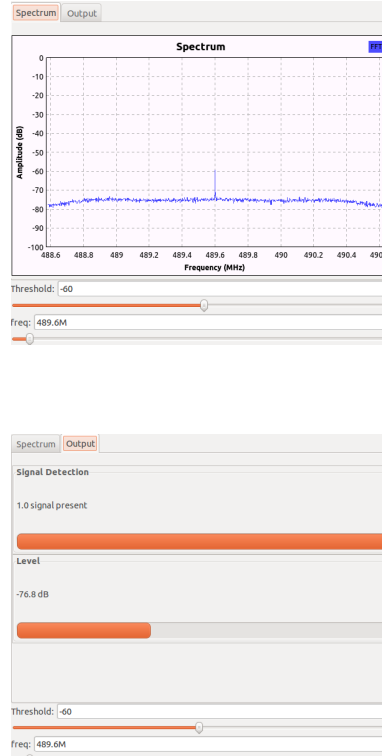 Spectrum Output
Spectrum
FFT
0
-10
-20
-30
-40
-50
-60
-70
-80
-90
-100
Amplitude (dB)
488.6 488.8 489 489.2 489.4 489.6 489.8 490 490.2 490.4 490
Frequency (MHz)
Threshold: -60
freq: 489.6M
Spectrum Output
Signal Detection
1.0 signal present
Level
-76.8 dB
Threshold: -60
freq: 489.6M